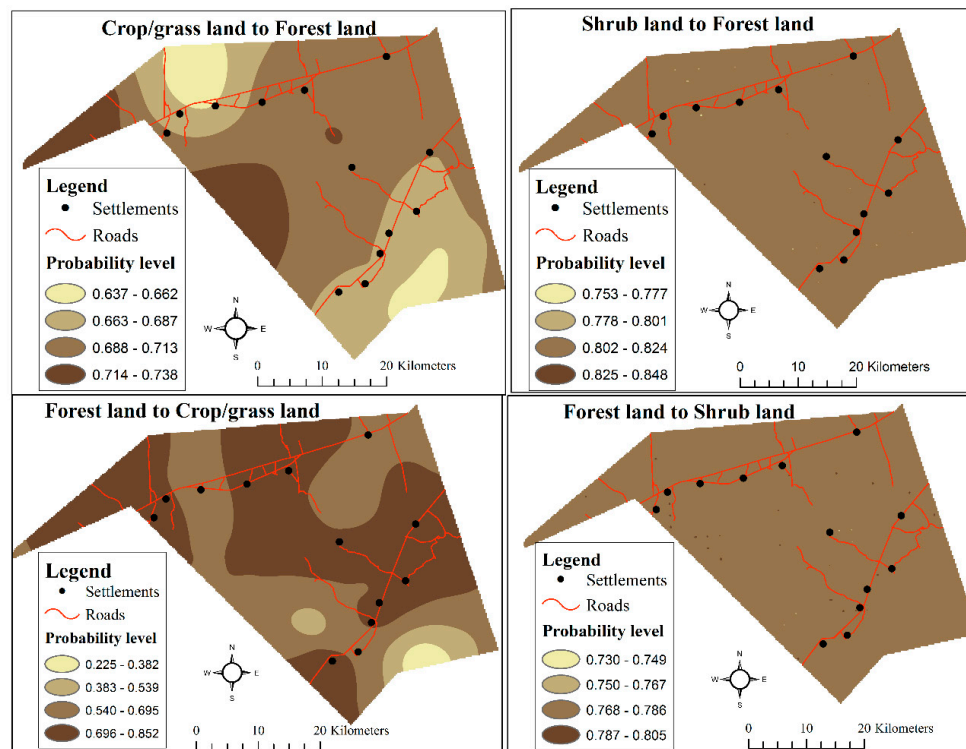 Crop/grass land to Forest land
Legend
Settlements
Roads
Probability level
0.637 - 0.662
0.663 - 0.687
0.688 - 0.713
0.714 - 0.738
N
W E
S
0 10 20 Kilometers
Shrub land to Forest land
Legend
Settlements
Roads
Probability level
0.753 - 0.777
0.778 - 0.801
0.802 - 0.824
0.825 - 0.848
N
W E
S
0 10 20 Kilometers
Forest land to Crop/grass land
Legend
Settlements
Roads
Probability level
0.225 - 0.382
0.383 - 0.539
0.540 - 0.695
0.696 - 0.852
N
W E
S
0 10 20 Kilometers
Forest land to Shrub land
Legend
Settlements
Roads
Probability level
0.730 - 0.749
0.750 - 0.767
0.768 - 0.786
0.787 - 0.805
N
W E
S
0 10 20 Kilometers